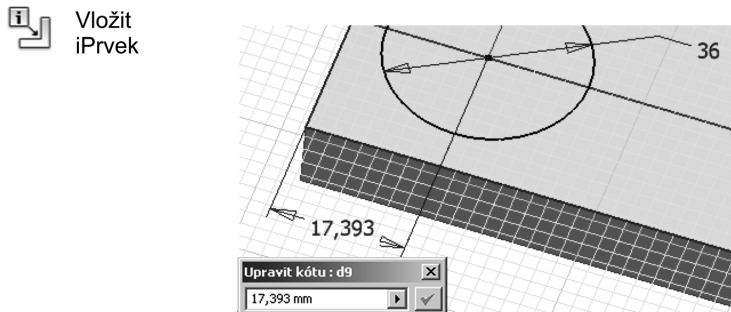 Vložit
iPrvek
36
17,393
Upravit kótu : d9
17,393 mm